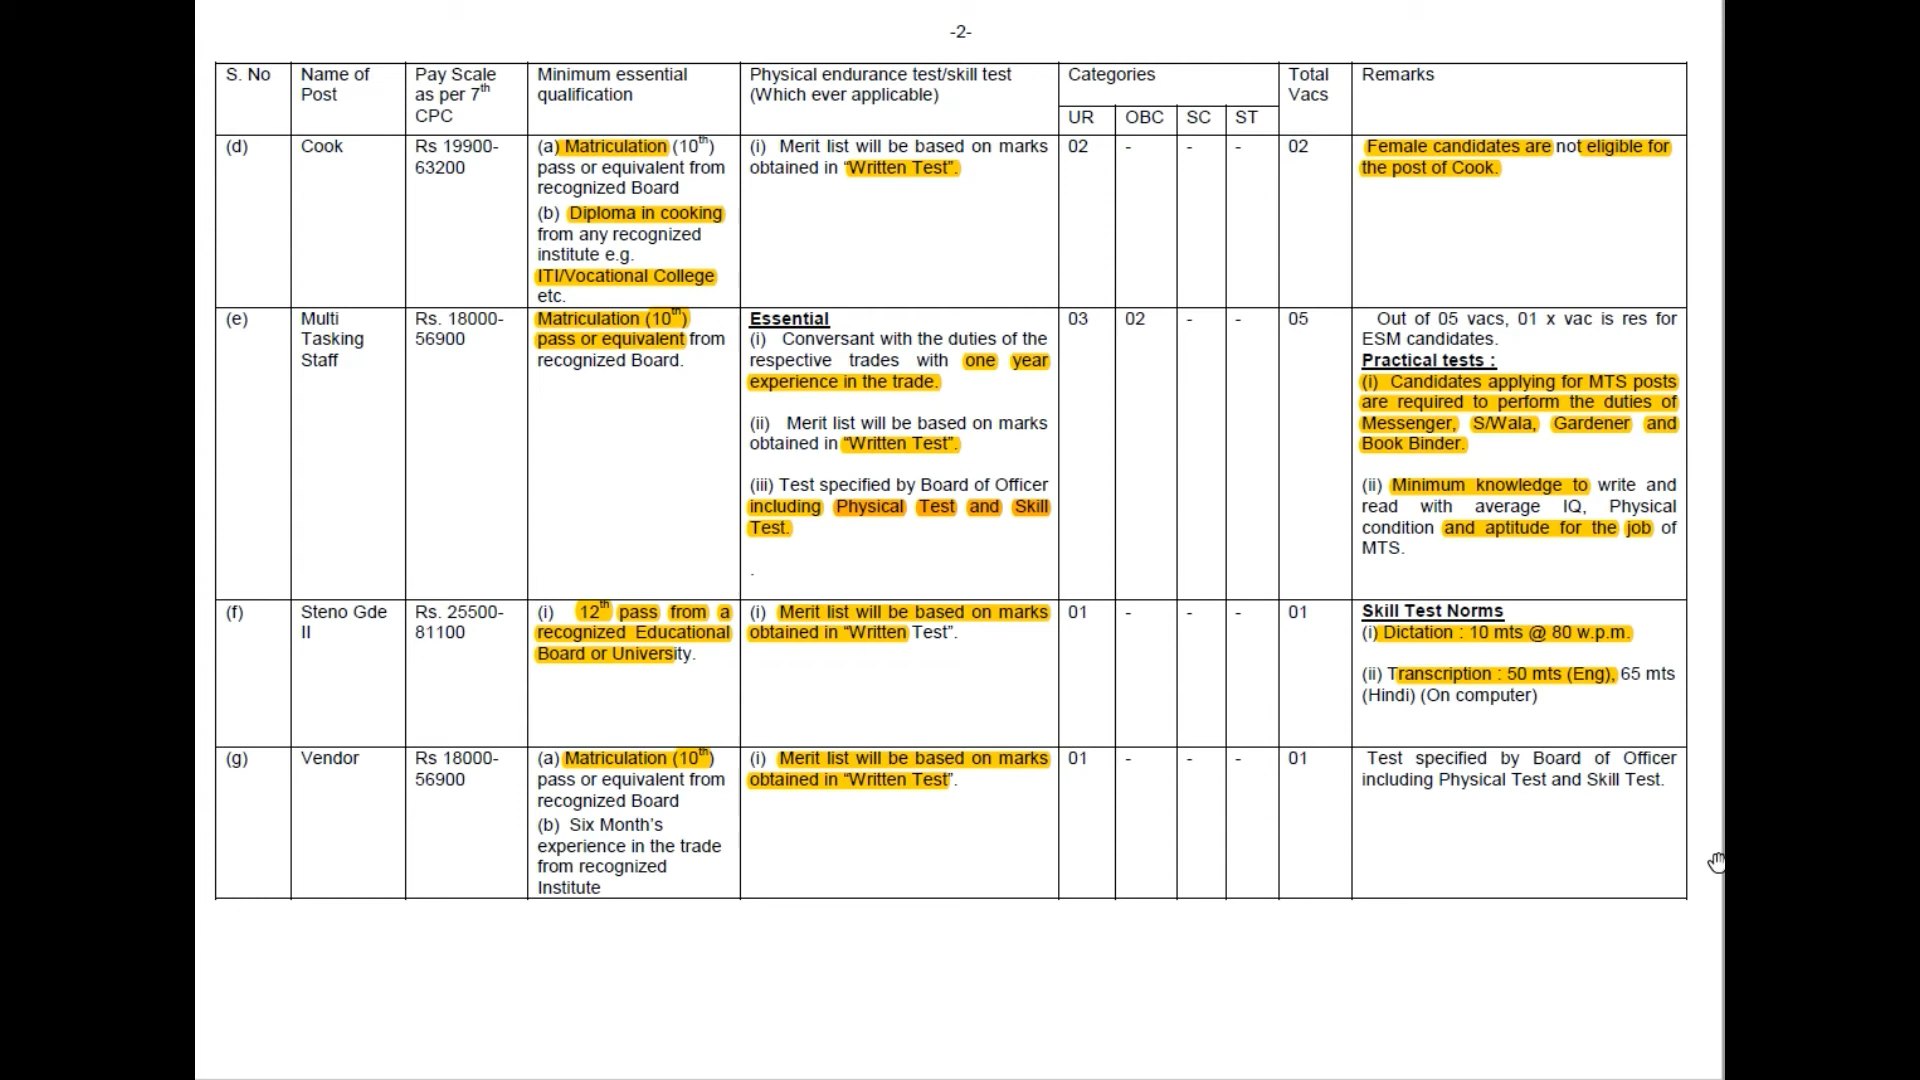 -2-
S. No
Name of
Post
Pay Scale
as per 7th
CPC
Minimum essential
qualification
Physical endurance test/skill test
(Which ever applicable)
Categories
UR
OBC
SC
ST
Total
Vacs
Remarks
(d)
Cook
Rs 19900-
63200
(a) Matriculation (10th)
pass or equivalent from
recognized Board
(b) Diploma in cooking
from any recognized
institute e.g.
ITI/Vocational College
etc.
(i) Merit list will be based on marks
obtained in “Written Test”.
02
-
-
-
02
Female candidates are not eligible for
the post of Cook.
(e)
Multi
Tasking
Staff
Rs. 18000-
56900
Matriculation (10th)
pass or equivalent from
recognized Board.
Essential
(i) Conversant with the duties of the
respective trades with one year
experience in the trade.
(ii) Merit list will be based on marks
obtained in “Written Test”.
(iii) Test specified by Board of Officer
including Physical Test and Skill
Test.
.
03
02
-
-
05
Out of 05 vacs, 01 x vac is res for
ESM candidates.
Practical tests :
(i) Candidates applying for MTS posts
are required to perform the duties of
Messenger, S/Wala, Gardener and
Book Binder.
(ii) Minimum knowledge to write and
read with average IQ, Physical
condition and aptitude for the job of
MTS.
(f)
Steno Gde
II
Rs. 25500-
81100
(i) 12th pass from a
recognized Educational
Board or University.
(i) Merit list will be based on marks
obtained in “Written Test”.
01
-
-
-
01
Skill Test Norms
(i) Dictation : 10 mts @ 80 w.p.m.
(ii) Transcription : 50 mts (Eng), 65 mts
(Hindi) (On computer)
(g)
Vendor
Rs 18000-
56900
(a) Matriculation (10th)
pass or equivalent from
recognized Board
(b) Six Month’s
experience in the trade
from recognized
Institute
(i) Merit list will be based on marks
obtained in “Written Test”.
01
-
-
-
01
Test specified by Board of Officer
including Physical Test and Skill Test.